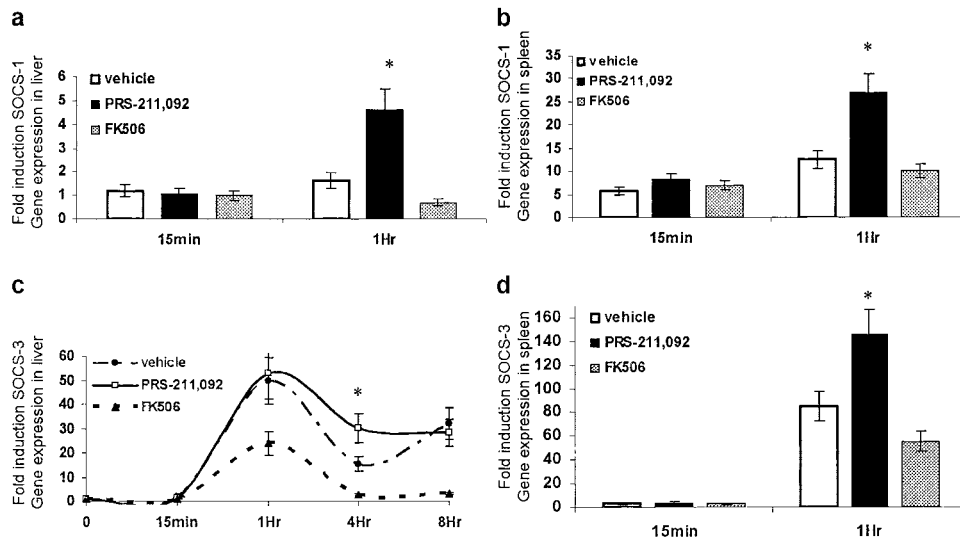 a
Fold induction SOCS-1
Gene expression in liver
6
5
4
3
2
1
0
vehicle
PRS-211,092
FK506
*
15min
1Hr
b
Fold induction SOCS-1
Gene expression in spleen
35
30
25
20
15
10
5
0
vehicle
PRS-211,092
FK506
*
15min
1Hr
c
Fold induction SOCS-3
Gene expression in liver
60
50
40
30
20
10
0
vehicle
PRS-211,092
FK506
*
0
15min
1Hr
4Hr
8Hr
d
Fold induction SOCS-3
Gene expression in spleen
160
140
120
100
80
60
40
20
0
vehicle
PRS-211,092
FK506
*
15min
1Hr